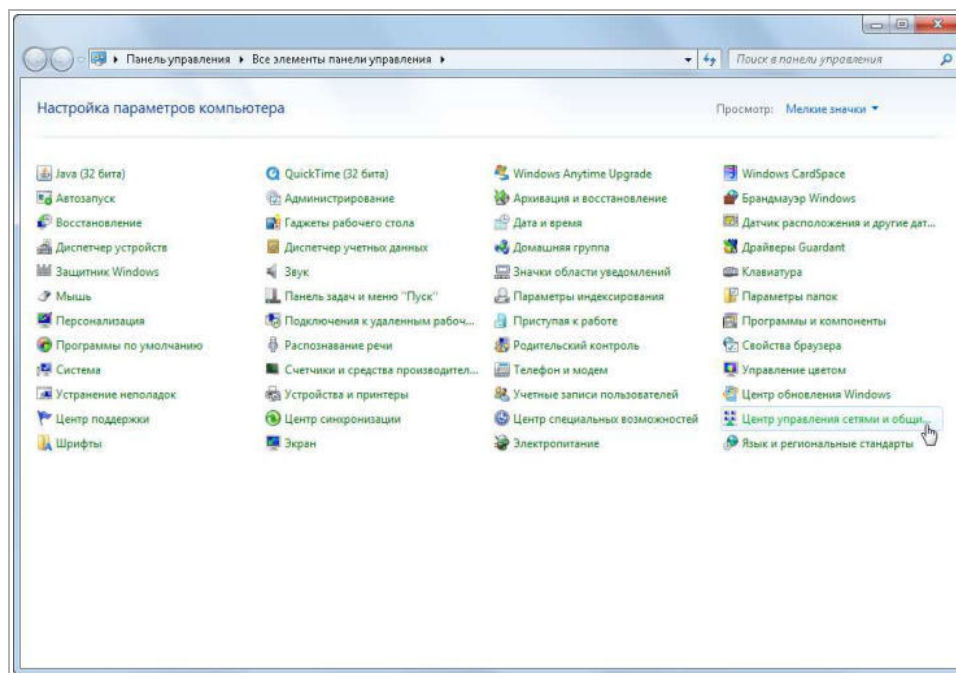 Панель управления ▸ Все элементы панели управления ▸
Поиск в панели управления
Настройка параметров компьютера
Просмотр: Мелкие значки
Java (32 бита)
QuickTime (32 бита)
Windows Anytime Upgrade
Windows CardSpace
Автозапуск
Администрирование
Архивация и восстановление
Брандмауэр Windows
Восстановление
Гаджеты рабочего стола
Дата и время
Датчик расположения и другие дат...
Диспетчер устройств
Диспетчер учетных данных
Домашняя группа
Драйверы Guardant
Защитник Windows
Звук
Значки области уведомлений
Клавиатура
Мышь
Панель задач и меню "Пуск"
Параметры индексирования
Параметры папок
Персонализация
Подключения к удаленным рабоч...
Приступая к работе
Программы и компоненты
Программы по умолчанию
Распознавание речи
Родительский контроль
Свойства браузера
Система
Счетчики и средства производител...
Телефон и модем
Управление цветом
Устранение неполадок
Устройства и принтеры
Учетные записи пользователей
Центр обновления Windows
Центр поддержки
Центр синхронизации
Центр специальных возможностей
Центр управления сетями и общи...
Шрифты
Экран
Электропитание
Язык и региональные стандарты